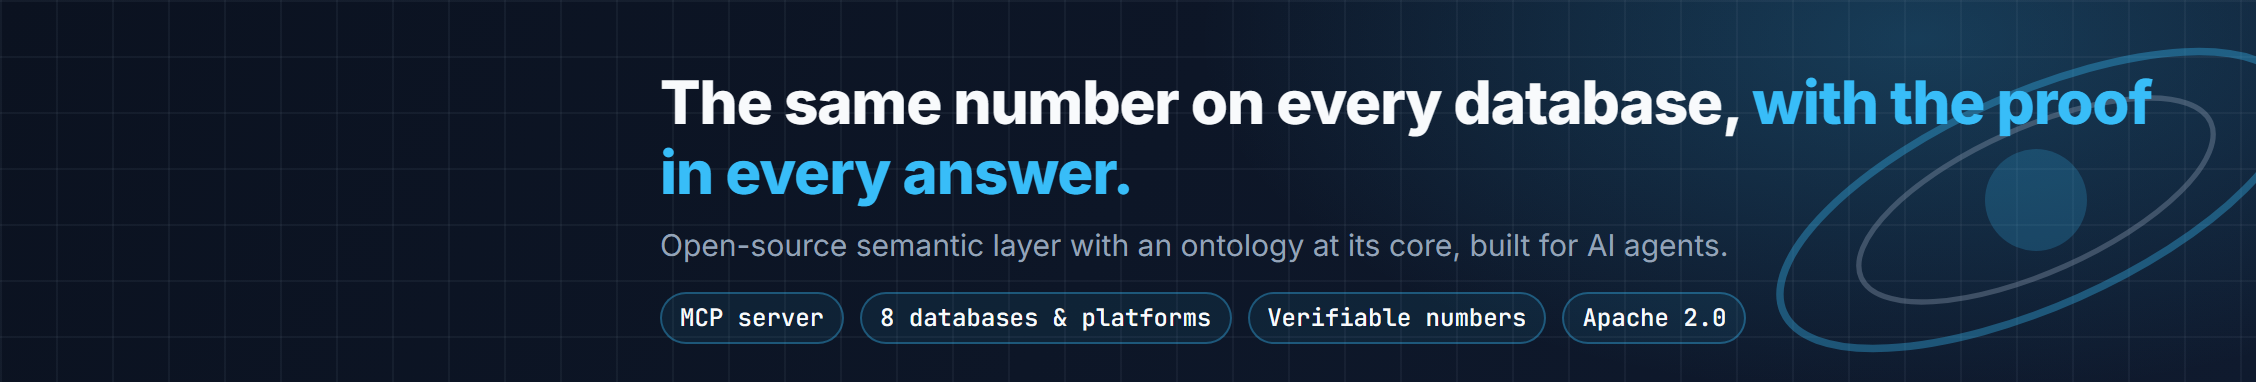 The same number on every database, with the proof
in every answer.
Open-source semantic layer with an ontology at its core, built for AI agents.
MCP server
8 databases & platforms
Verifiable numbers
Apache 2.0